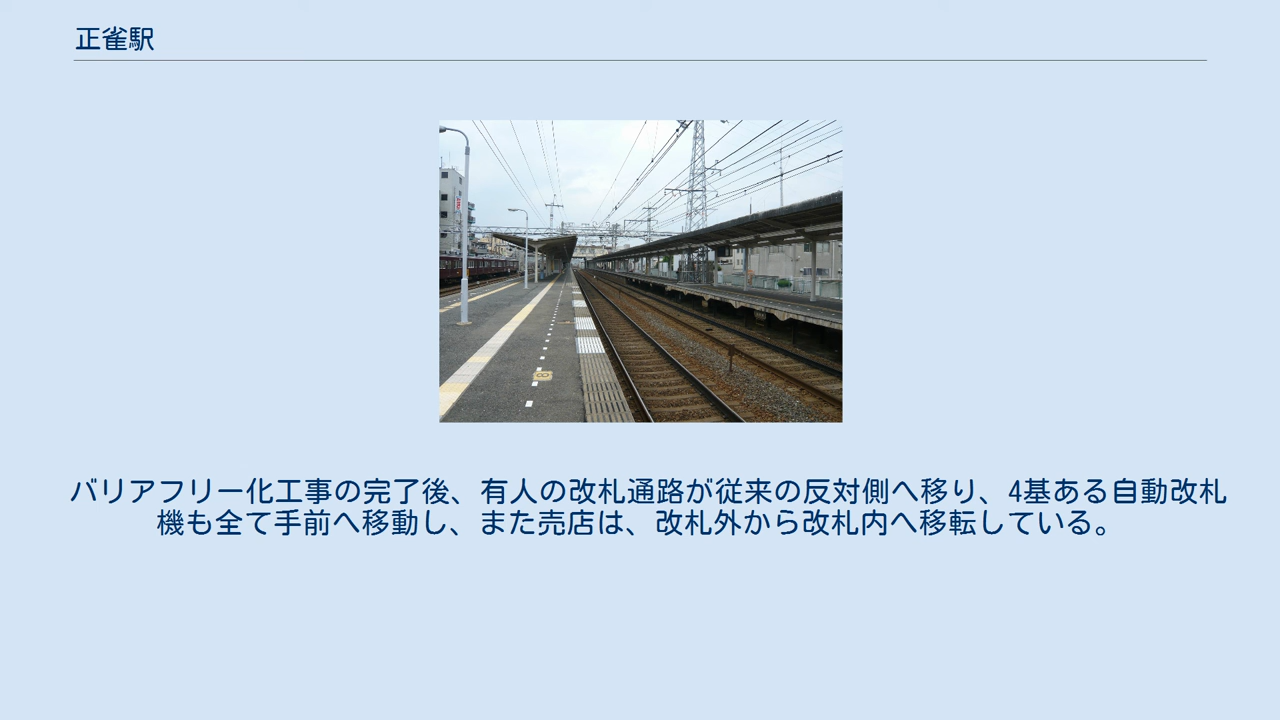 正雀駅
8
バリアフリー化工事の完了後、有人の改札通路が従来の反対側へ移り、4基ある自動改札
機も全て手前へ移動し、また売店は、改札外から改札内へ移転している。